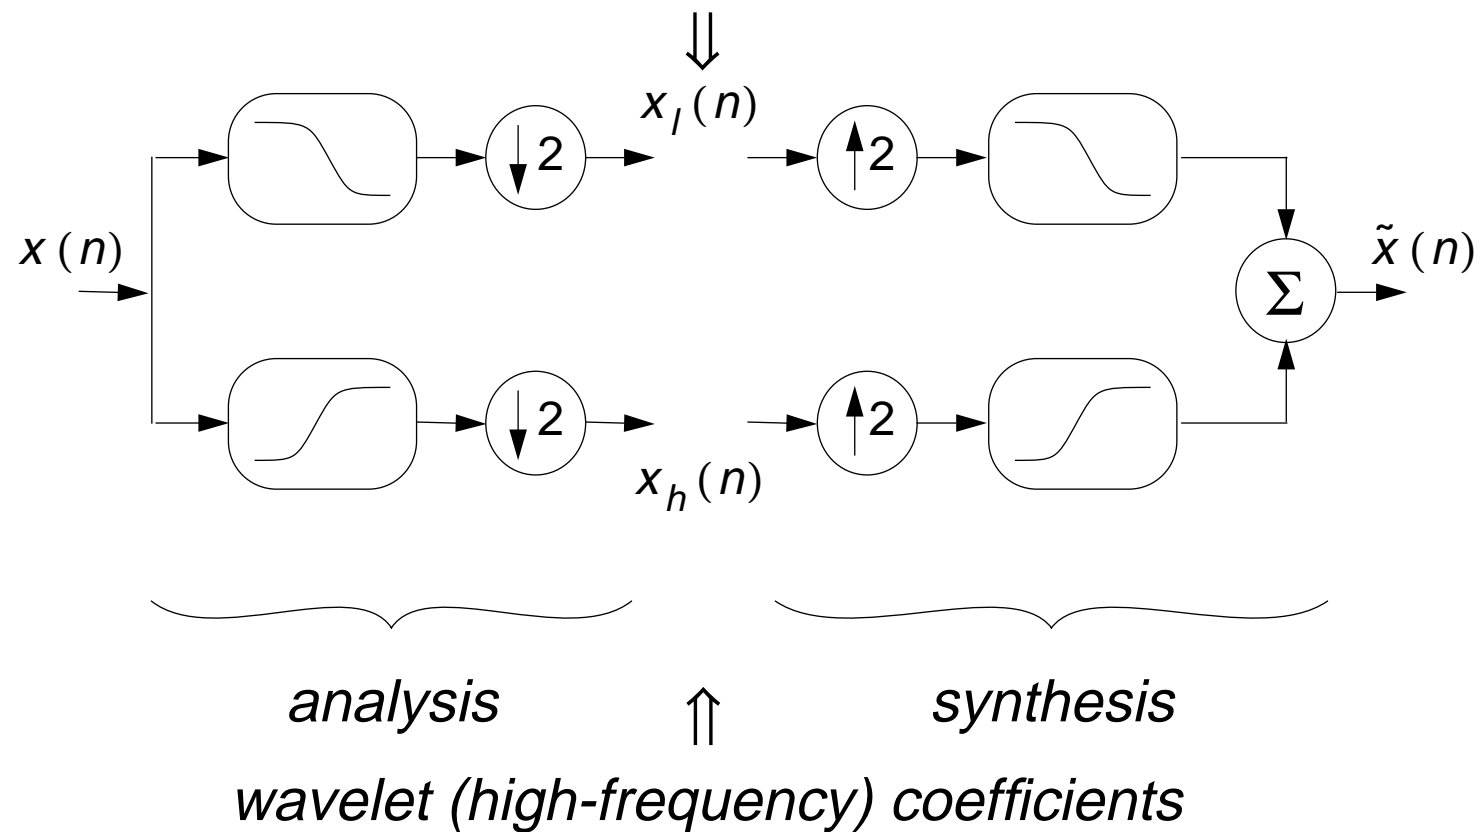 ⇓
x_l(n)
↓2
↑2
x(n)
x̃(n)
Σ
↓2
↑2
x_h(n)
analysis
⇑
synthesis
wavelet (high-frequency) coefficients